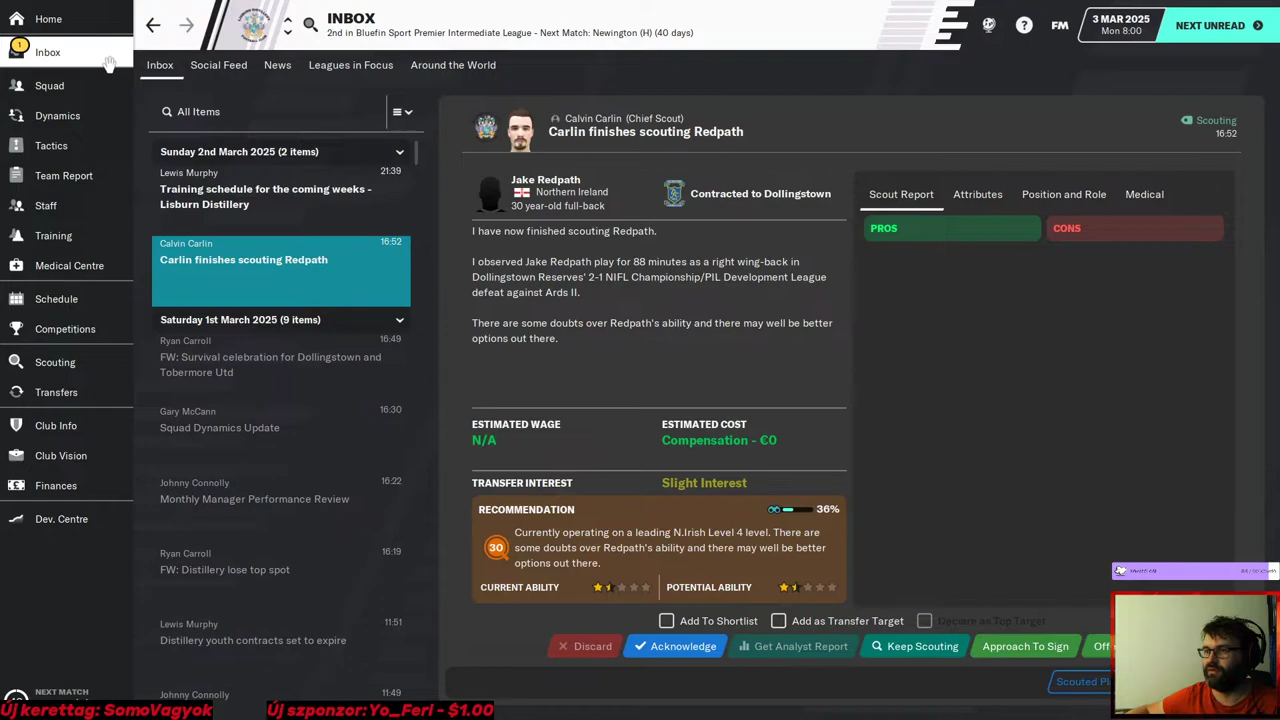 Home
INBOX
2nd in Bluefin Sport Premier Intermediate League - Next Match: Newington (H) (40 days)
FM
3 MAR 2025
Mon 8:00
NEXT UNREAD
1
Inbox
Squad
Dynamics
Tactics
Team Report
Staff
Training
Medical Centre
Schedule
Competitions
Scouting
Transfers
Club Info
Club Vision
Finances
Dev. Centre
NEXT MATCH
Inbox
Social Feed
News
Leagues in Focus
Around the World
All Items
Sunday 2nd March 2025 (2 items)
Lewis Murphy
21:39
Training schedule for the coming weeks -
Lisburn Distillery
Calvin Carlin
16:52
Carlin finishes scouting Redpath
Saturday 1st March 2025 (9 items)
Ryan Carroll
16:49
FW: Survival celebration for Dollingstown and
Tobermore Utd
Gary McCann
16:30
Squad Dynamics Update
Johnny Connolly
16:22
Monthly Manager Performance Review
Ryan Carroll
16:19
FW: Distillery lose top spot
Lewis Murphy
11:51
Distillery youth contracts set to expire
Johnny Connolly
11:49
Calvin Carlin (Chief Scout)
Carlin finishes scouting Redpath
Scouting
16:52
Jake Redpath
Northern Ireland
30 year-old full-back
Contracted to Dollingstown
I have now finished scouting Redpath.
I observed Jake Redpath play for 88 minutes as a right wing-back in
Dollingstown Reserves' 2-1 NIFL Championship/PIL Development League
defeat against Ards II.
There are some doubts over Redpath's ability and there may well be better
options out there.
ESTIMATED WAGE
N/A
ESTIMATED COST
Compensation - €0
TRANSFER INTEREST
Slight Interest
RECOMMENDATION
36%
30
Currently operating on a leading N.Irish Level 4 level. There are
some doubts over Redpath's ability and there may well be better
options out there.
CURRENT ABILITY
POTENTIAL ABILITY
Scout Report
Attributes
Position and Role
Medical
PROS
CONS
Add To Shortlist
Add as Transfer Target
Declare as Top Target
Discard
Acknowledge
Get Analyst Report
Keep Scouting
Approach To Sign
Off
Scouted Pl
Új kerettag: SomoVagyok
Új szponzor: Yo_Feri - $1.00